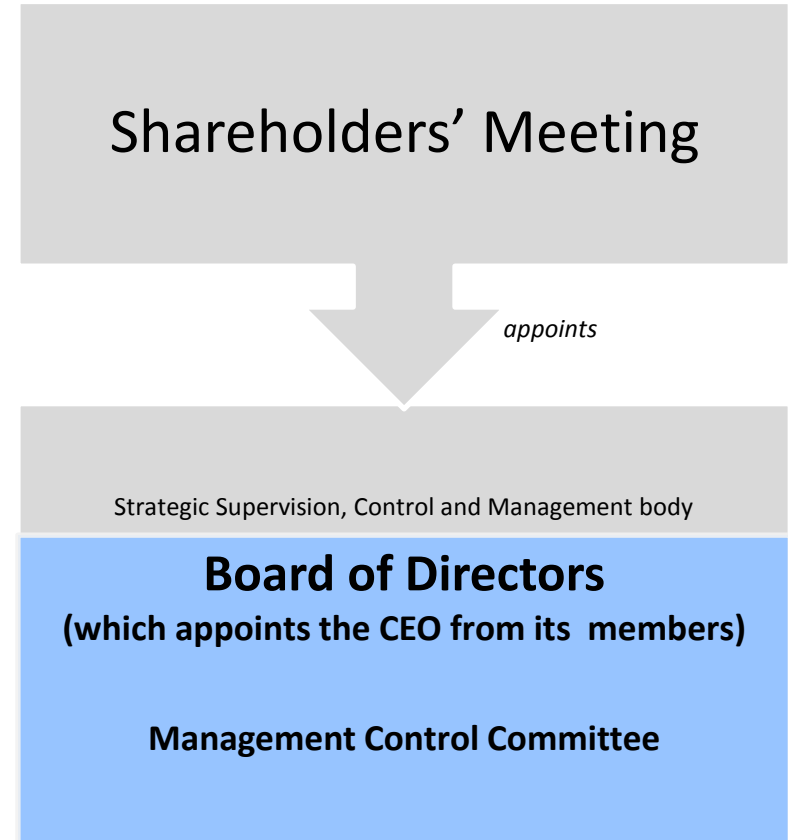 Shareholders’ Meeting
appoints
Strategic Supervision, Control and Management body
Board of Directors
(which appoints the CEO from its members)
Management Control Committee